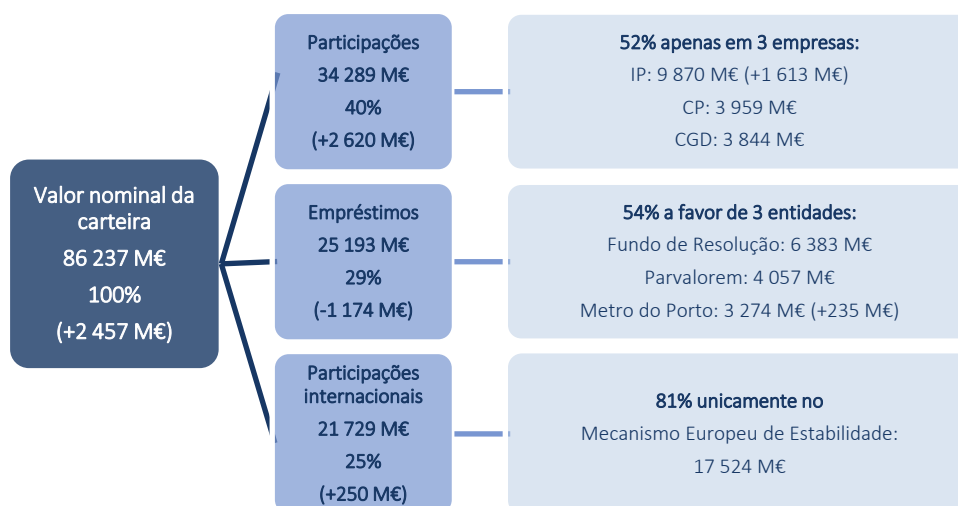 Valor nominal da
carteira
86 237 M€
100%
(+2 457 M€)
Participações
34 289 M€
40%
(+2 620 M€)
52% apenas em 3 empresas:
IP: 9 870 M€ (+1 613 M€)
CP: 3 959 M€
CGD: 3 844 M€
Empréstimos
25 193 M€
29%
(-1 174 M€)
54% a favor de 3 entidades:
Fundo de Resolução: 6 383 M€
Parvalorem: 4 057 M€
Metro do Porto: 3 274 M€ (+235 M€)
Participações
internacionais
21 729 M€
25%
(+250 M€)
81% unicamente no
Mecanismo Europeu de Estabilidade:
17 524 M€